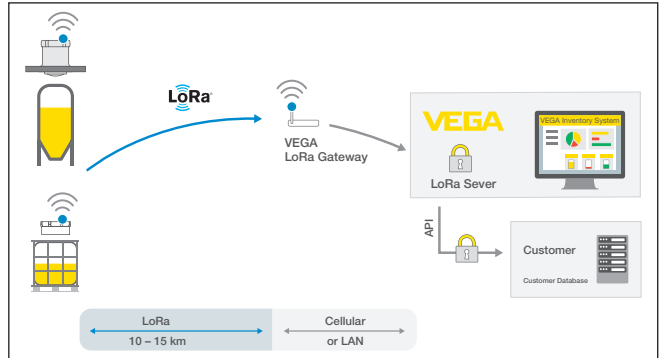 LoRa
VEGA
LoRa Gateway
VEGA
LoRa Sever
VEGA Inventory System
API
Customer
Customer Database
LoRa
10 – 15 km
Cellular
or LAN